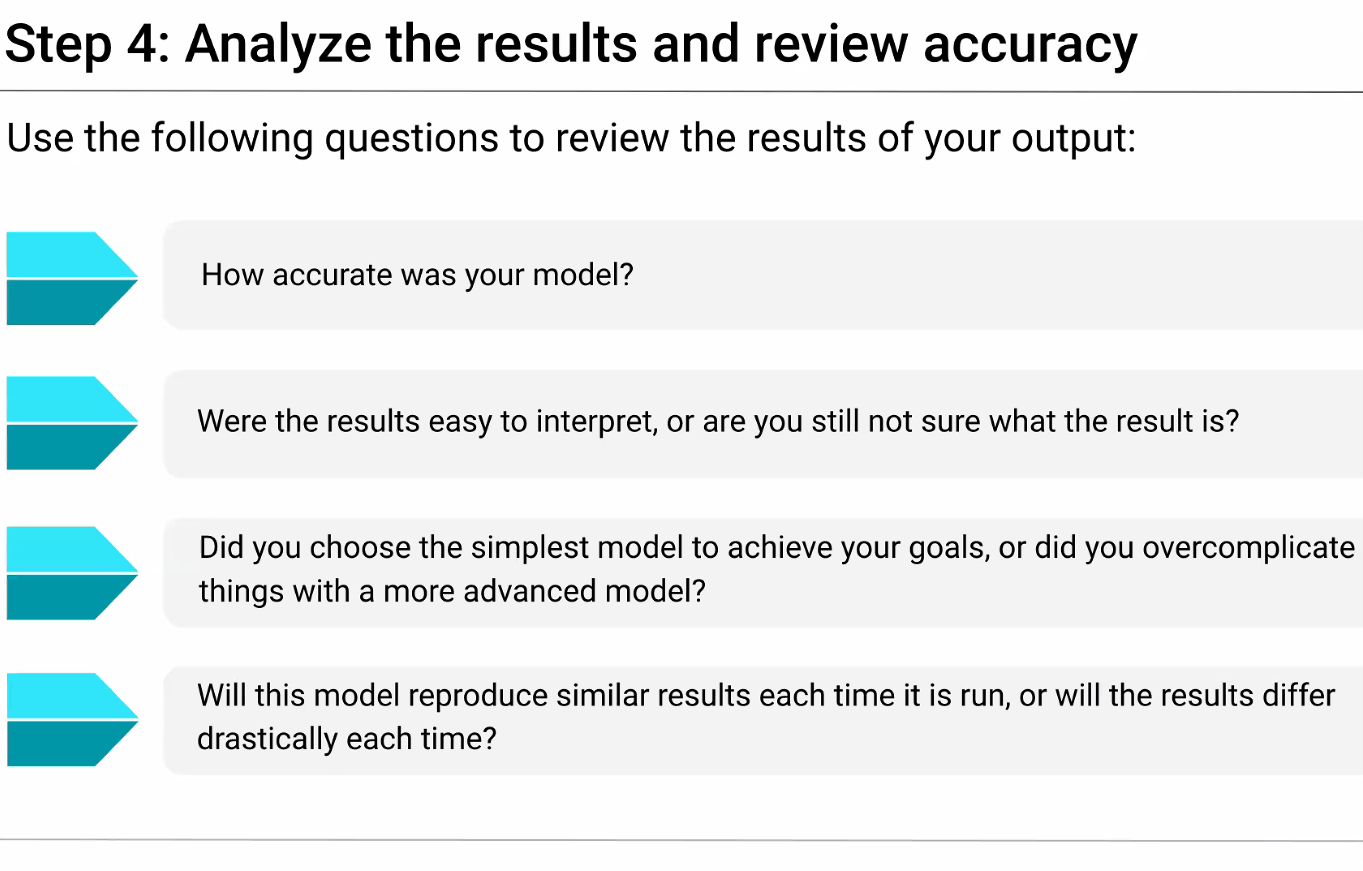 Step 4: Analyze the results and review accuracy
Use the following questions to review the results of your output:
How accurate was your model?
Were the results easy to interpret, or are you still not sure what the result is?
Did you choose the simplest model to achieve your goals, or did you overcomplicate
things with a more advanced model?
Will this model reproduce similar results each time it is run, or will the results differ
drastically each time?